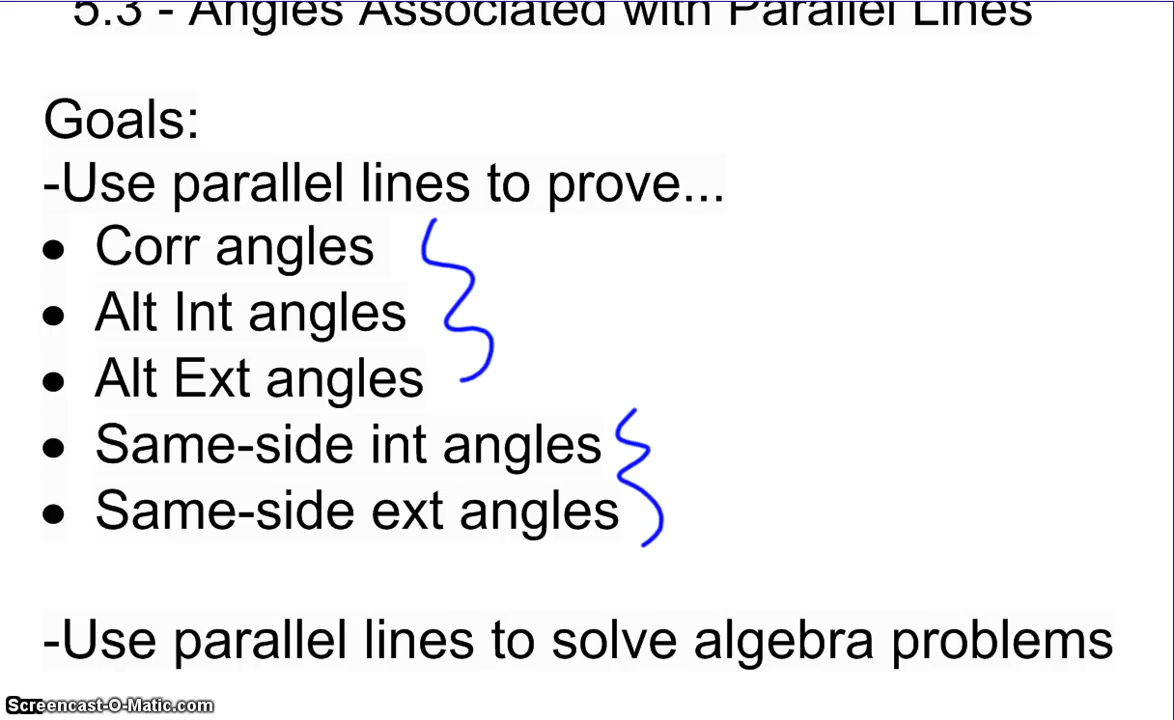 5.3 - Angles Associated with Parallel Lines
Goals:
-Use parallel lines to prove...
• Corr angles
• Alt Int angles
• Alt Ext angles
• Same-side int angles
• Same-side ext angles
-Use parallel lines to solve algebra problems
Screencast-O-Matic.com